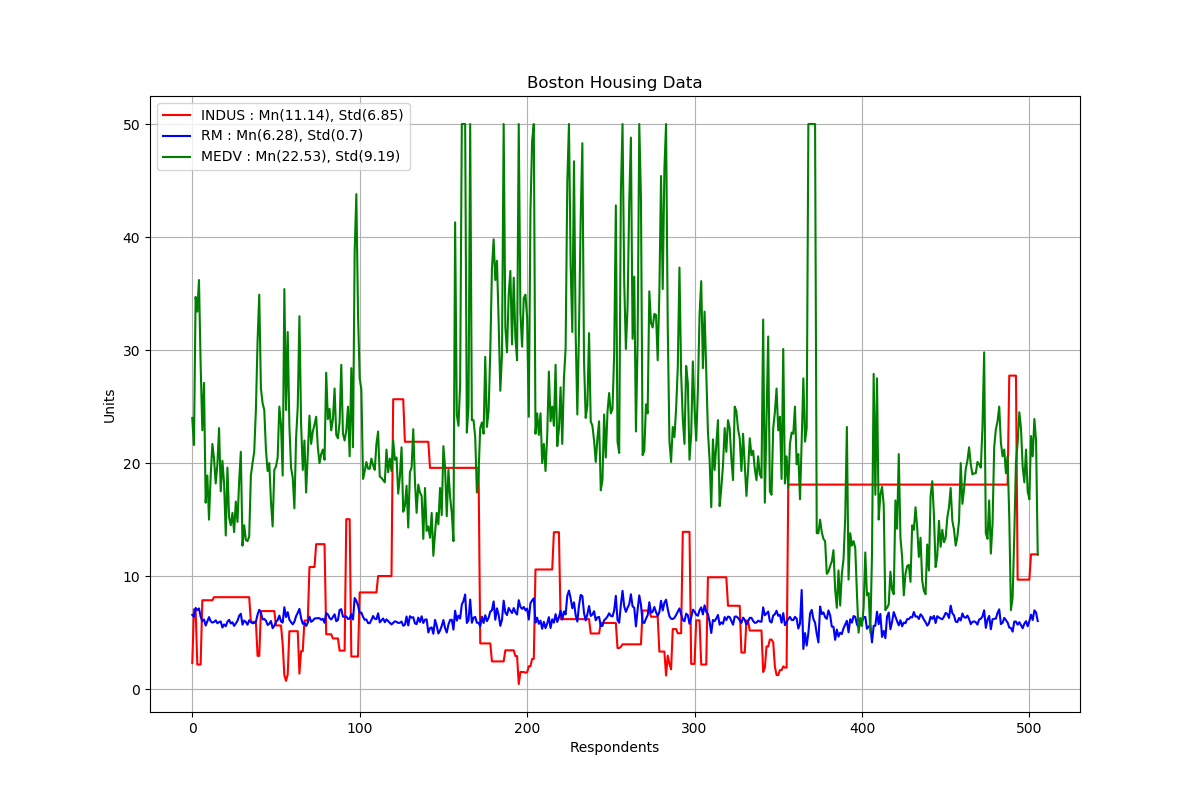 Boston Housing Data
INDUS : Mn(11.14), Std(6.85)
RM : Mn(6.28), Std(0.7)
MEDV : Mn(22.53), Std(9.19)
50
40
30
20
10
0
Units
0 100 200 300 400 500
Respondents